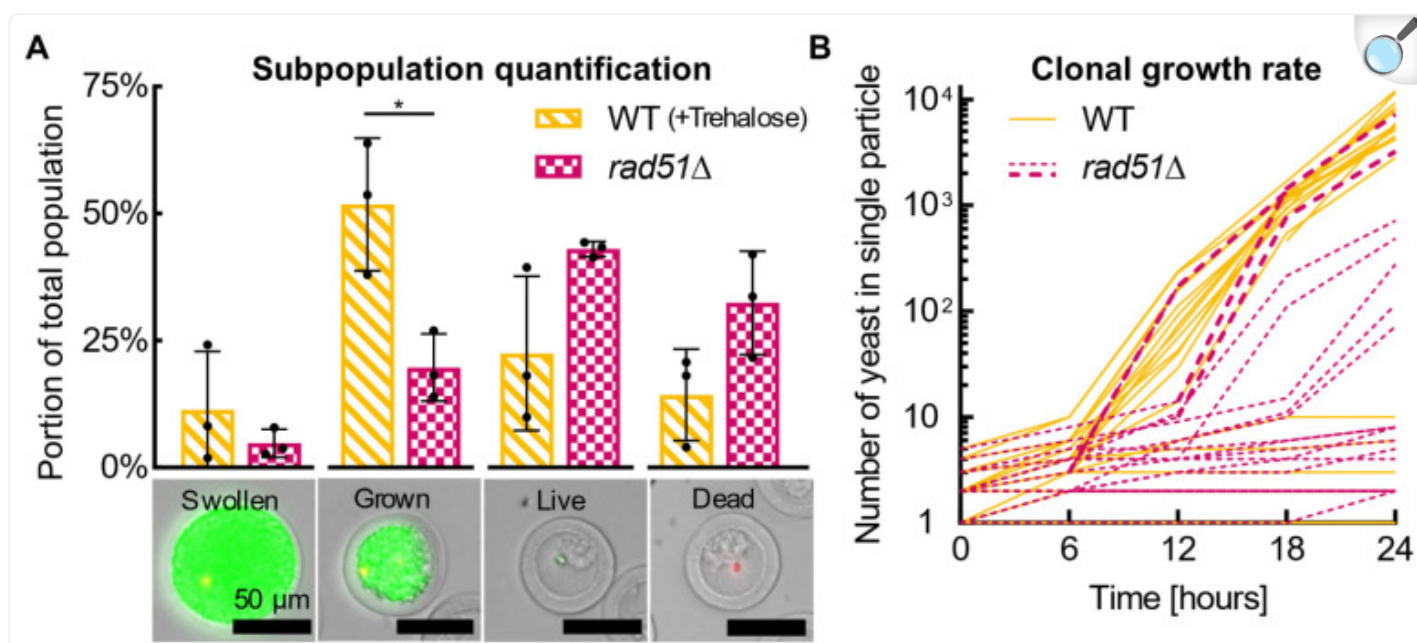 A
Subpopulation quantification
Portion of total population
75%
50%
25%
0%
*
WT (+Trehalose)
rad51Δ
Swollen
Grown
Live
Dead
50 µm
B
Clonal growth rate
Number of yeast in single particle
10⁴
10³
10²
10
1
WT
rad51Δ
0 6 12 18 24
Time [hours]